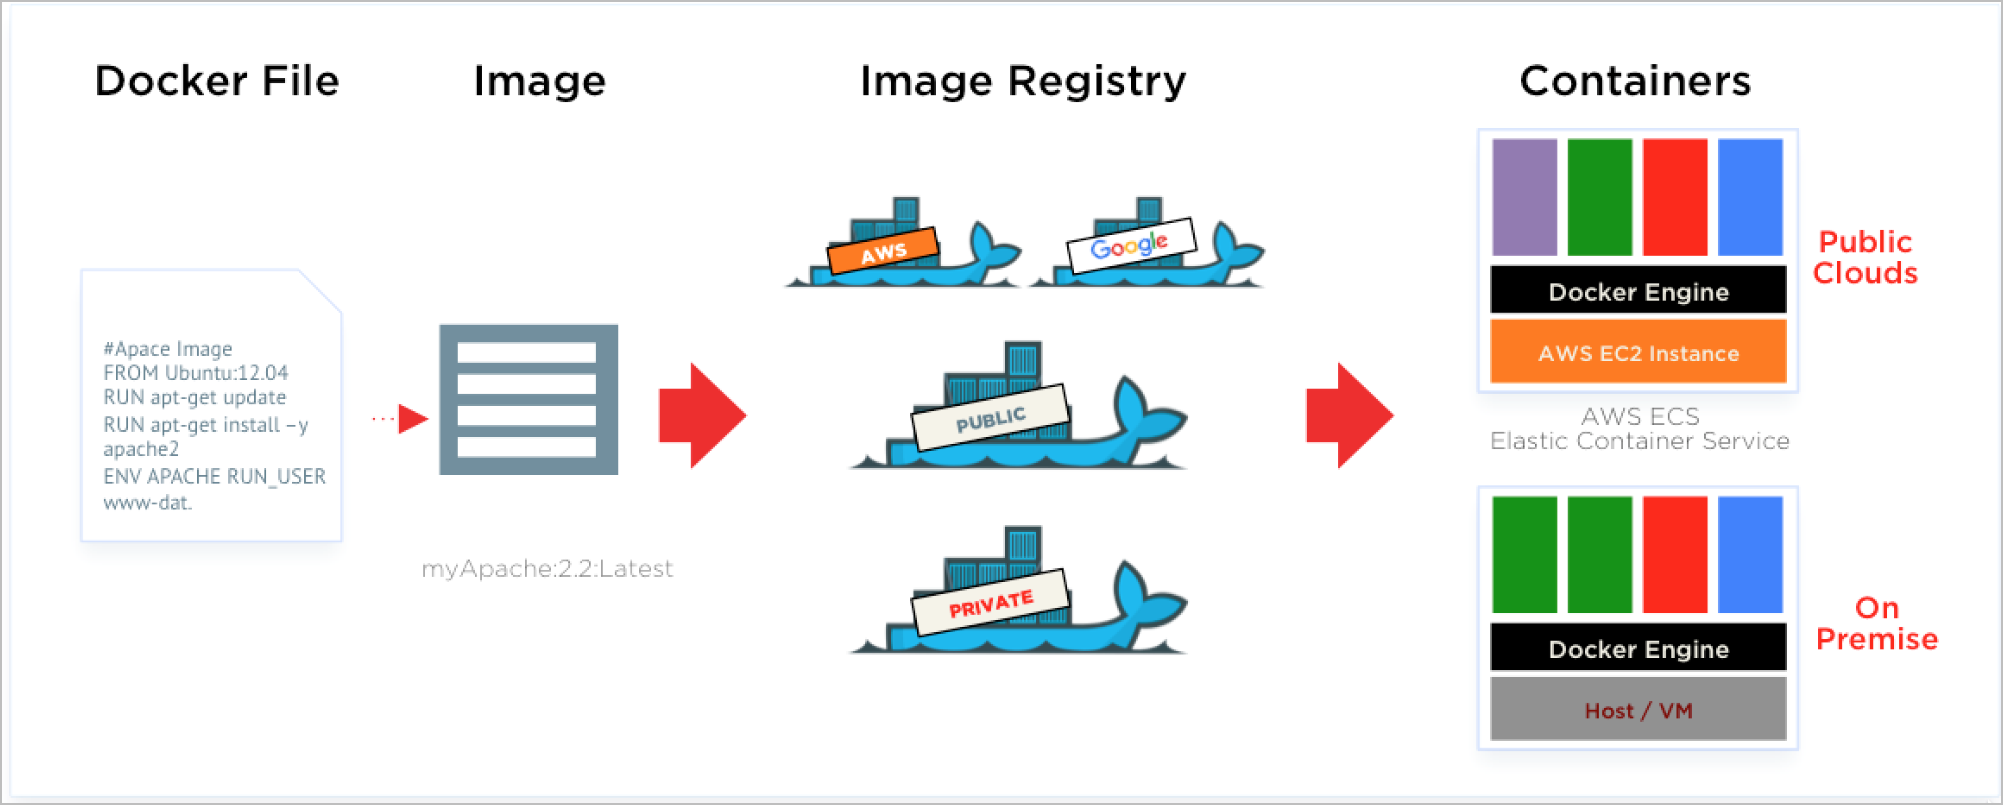 Docker File
Image
Image Registry
Containers
#Apace Image
FROM Ubuntu:12.04
RUN apt-get update
RUN apt-get install –y
apache2
ENV APACHE RUN_USER
www-dat.
myApache:2.2:Latest
AWS
Google
PUBLIC
PRIVATE
Docker Engine
AWS EC2 Instance
AWS ECS
Elastic Container Service
Public
Clouds
Docker Engine
Host / VM
On
Premise